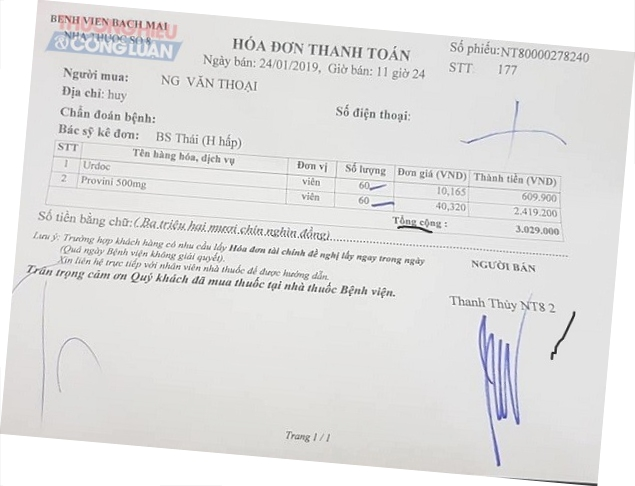 BỆNH VIỆN BẠCH MAI
NHÀ THUỐC SỐ 8
THƯƠNG HIỆU
& CÔNG LUẬN
HÓA ĐƠN THANH TOÁN
Ngày bán: 24/01/2019, Giờ bán: 11 giờ 24
Số phiếu:NT80000278240
STT. 177
Người mua: NG VĂN THOẠI
Địa chỉ: huy
Số điện thoại:
Chẩn đoán bệnh:
Bác sỹ kê đơn: BS Thái (H hấp)
STT Tên hàng hóa, dịch vụ Đơn vị Số lượng Đơn giá (VND) Thành tiền (VND)
1 Urdoc viên 60 10,165 609.900
2 Provini 500mg viên 60 40,320 2.419.200
Tổng cộng : 3.029.000
Số tiền bằng chữ:( Ba triệu hai mươi chín nghìn đồng)
Lưu ý: Trường hợp khách hàng có nhu cầu lấy Hóa đơn tài chính đề nghị lấy ngay trong ngày
(Quá ngày Bệnh viện không giải quyết).
Xin liên hệ trực tiếp với nhân viên nhà thuốc để được hướng dẫn.
Trân trọng cảm ơn Quý khách đã mua thuốc tại nhà thuốc Bệnh viện.
NGƯỜI BÁN
Thanh Thủy NT8 2
Trang 1 / 1